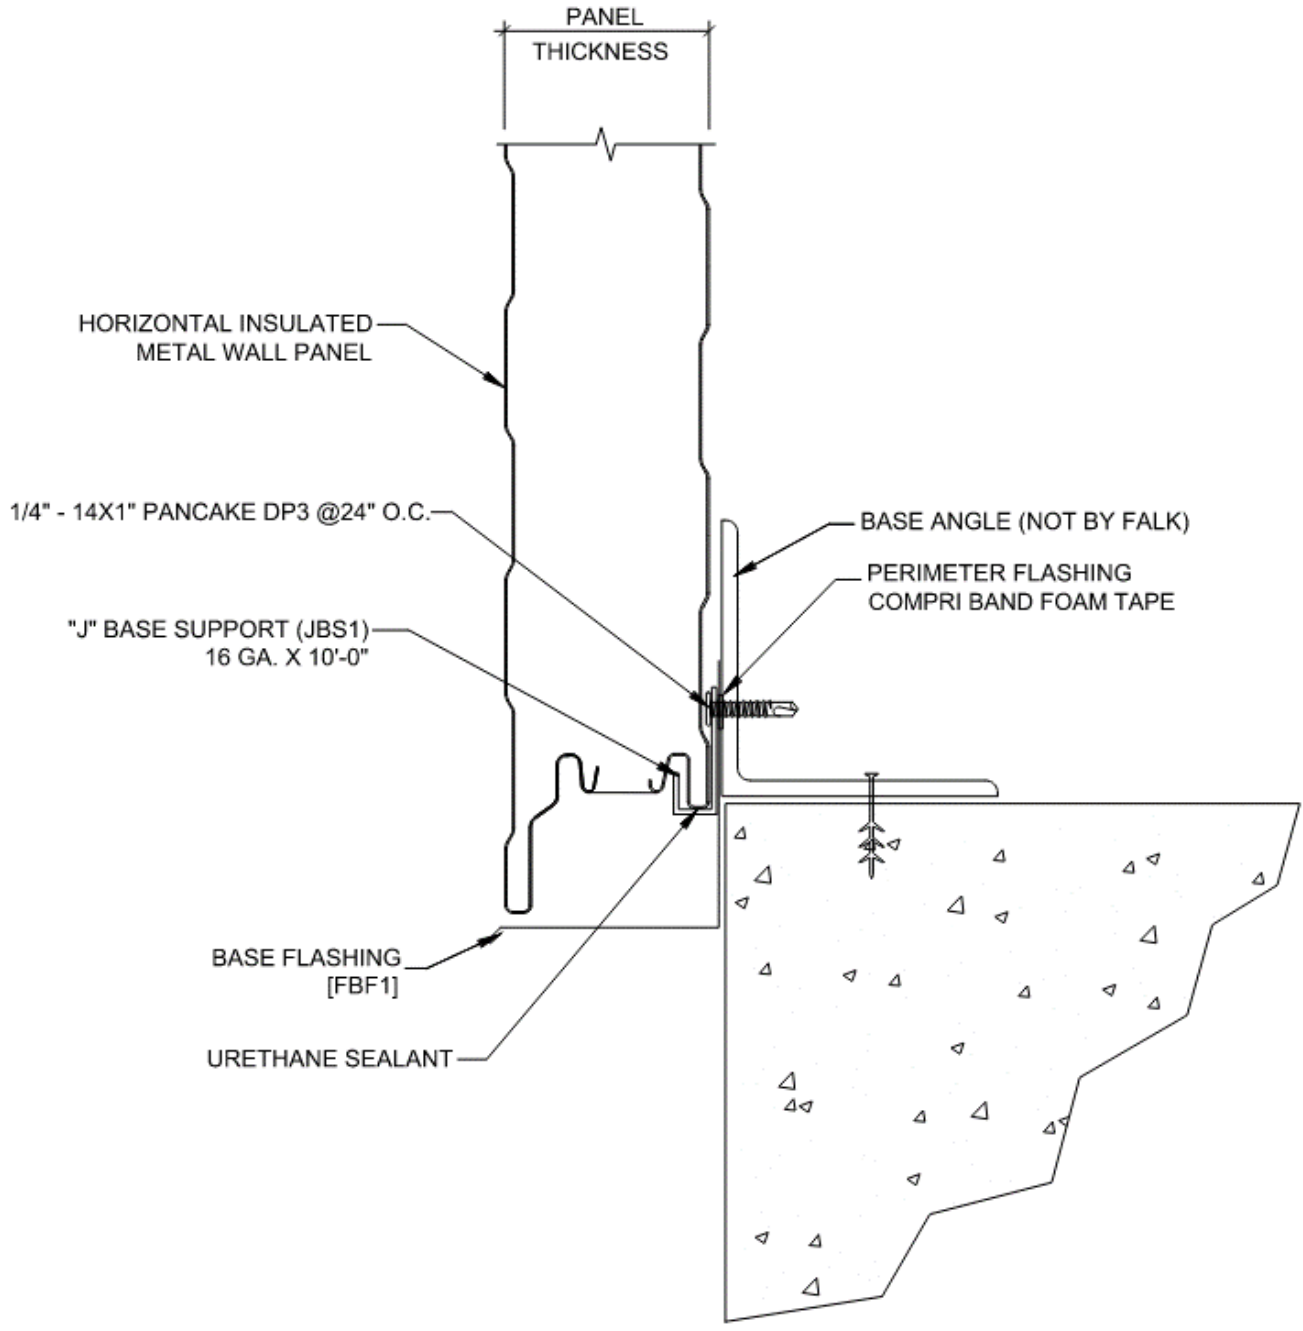 PANEL
THICKNESS
HORIZONTAL INSULATED
METAL WALL PANEL
1/4" - 14X1" PANCAKE DP3 @24" O.C.
BASE ANGLE (NOT BY FALK)
PERIMETER FLASHING
COMPRI BAND FOAM TAPE
"J" BASE SUPPORT (JBS1)
16 GA. X 10'-0"
BASE FLASHING
[FBF1]
URETHANE SEALANT